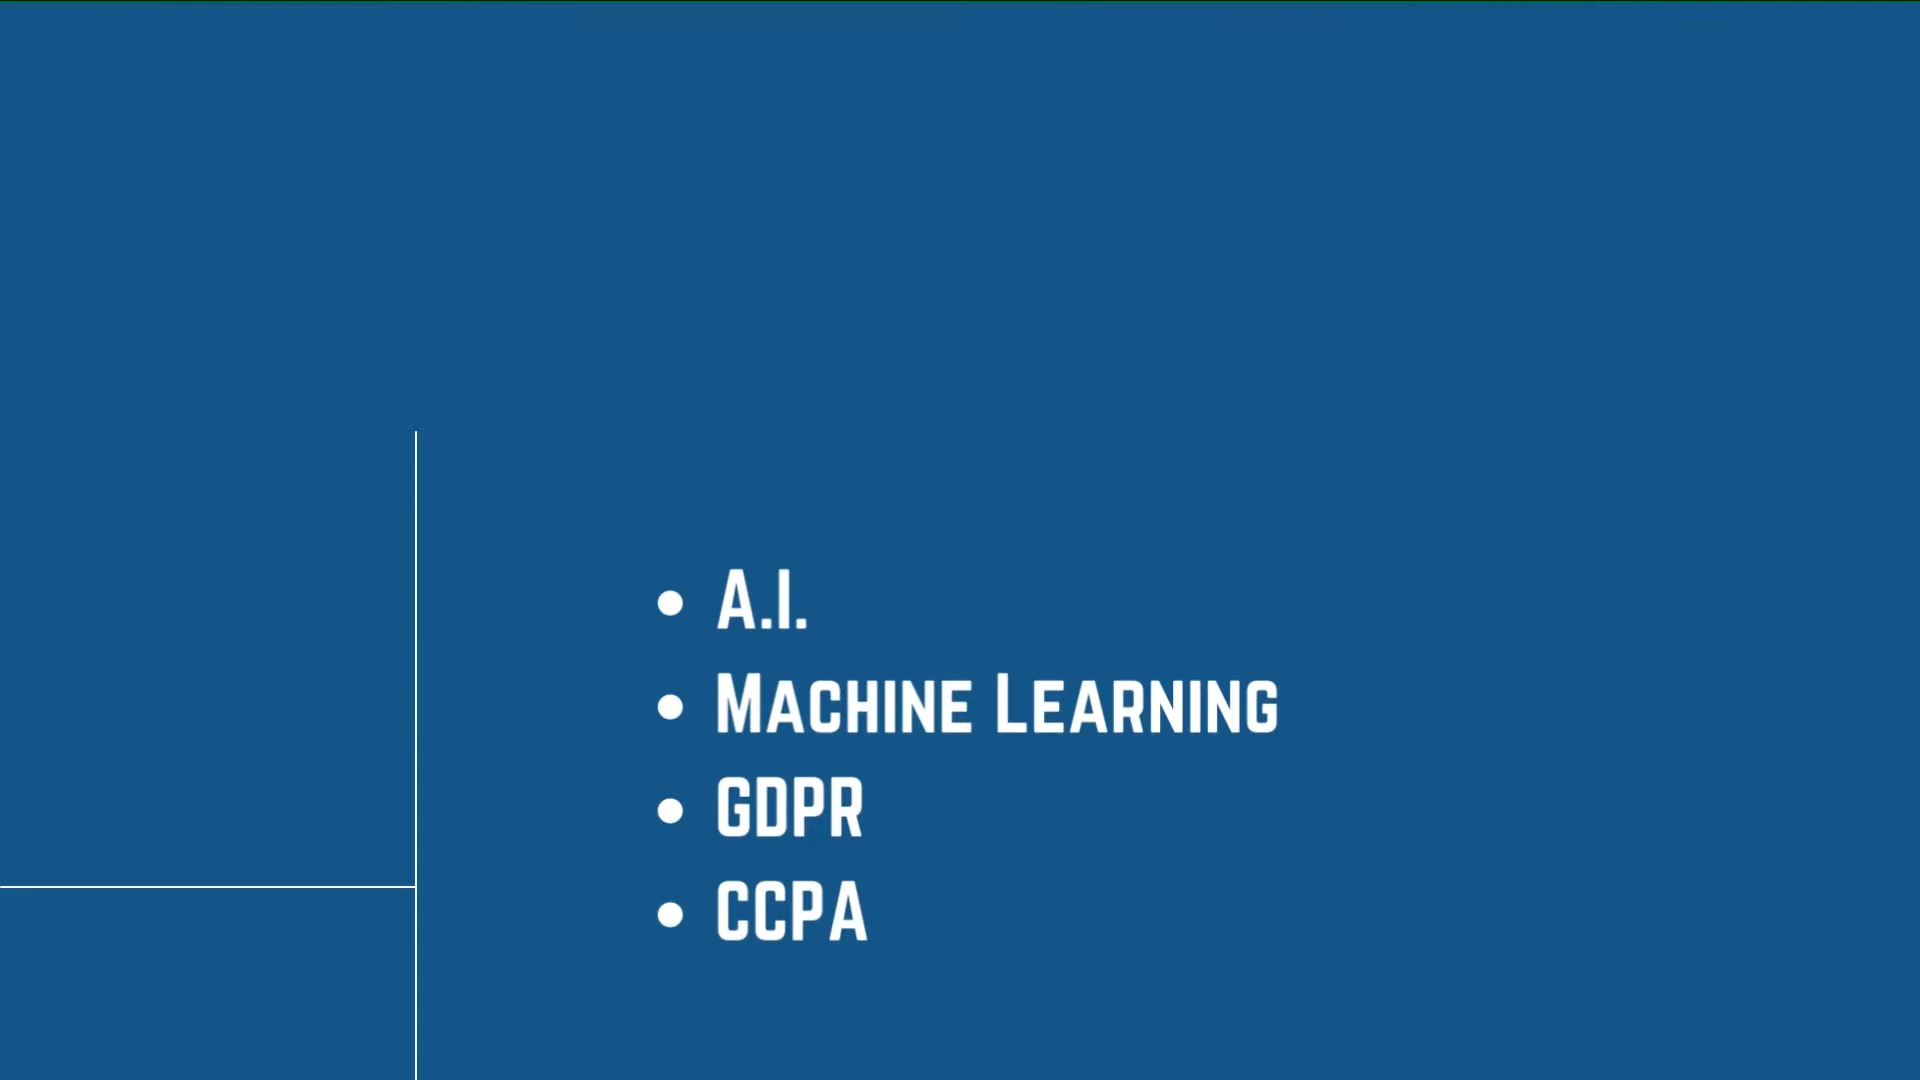 • A.I.
• Machine Learning
• GDPR
• CCPA